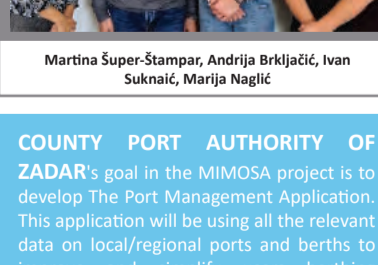 Martina Šuper-Štampar, Andrija Brkljačić, Ivan
Suknaić, Marija Naglić
COUNTY PORT AUTHORITY OF
ZADAR's goal in the MIMOSA project is to
develop The Port Management Application.
This application will be using all the relevant
data on local/regional ports and berths to